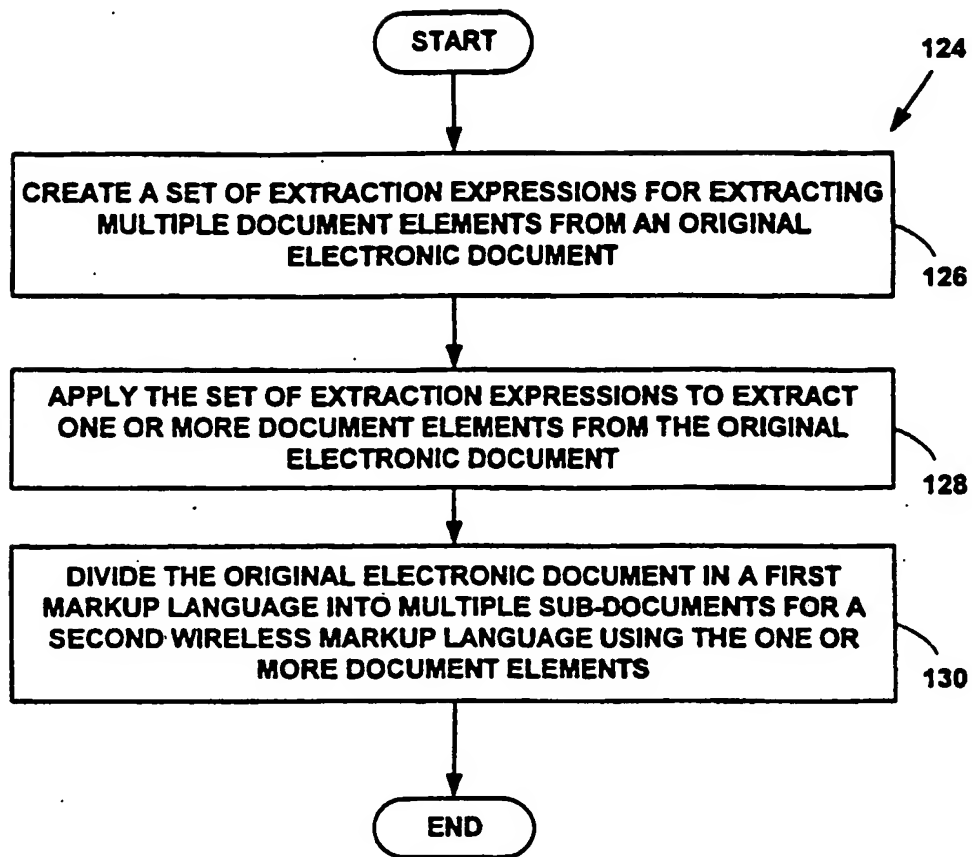 START
124
CREATE A SET OF EXTRACTION EXPRESSIONS FOR EXTRACTING
MULTIPLE DOCUMENT ELEMENTS FROM AN ORIGINAL
ELECTRONIC DOCUMENT
126
APPLY THE SET OF EXTRACTION EXPRESSIONS TO EXTRACT
ONE OR MORE DOCUMENT ELEMENTS FROM THE ORIGINAL
ELECTRONIC DOCUMENT
128
DIVIDE THE ORIGINAL ELECTRONIC DOCUMENT IN A FIRST
MARKUP LANGUAGE INTO MULTIPLE SUB-DOCUMENTS FOR A
SECOND WIRELESS MARKUP LANGUAGE USING THE ONE OR
MORE DOCUMENT ELEMENTS
130
END